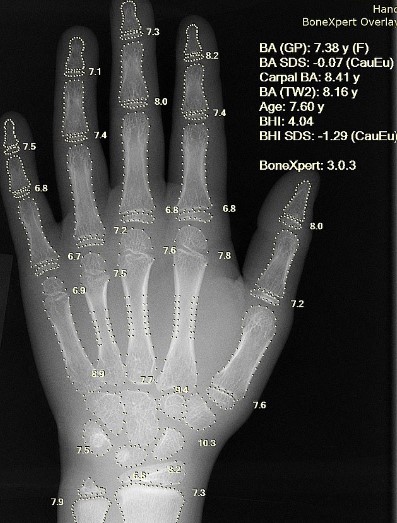 Hand
BoneXpert Overlay
BA (GP): 7.38 y (F)
BA SDS: -0.07 (CauEu)
Carpal BA: 8.41 y
BA (TW2): 8.16 y
Age: 7.60 y
BHI: 4.04
BHI SDS: -1.29 (CauEu)
BoneXpert: 3.0.3
7.3
8.2
7.1
8.0
7.4
7.4
7.5
6.8
6.8
6.8
8.0
7.2
7.6
7.8
6.7
7.5
6.9
7.2
8.9
7.7
9.4
7.6
10.3
7.5
8.2
7.3
7.9